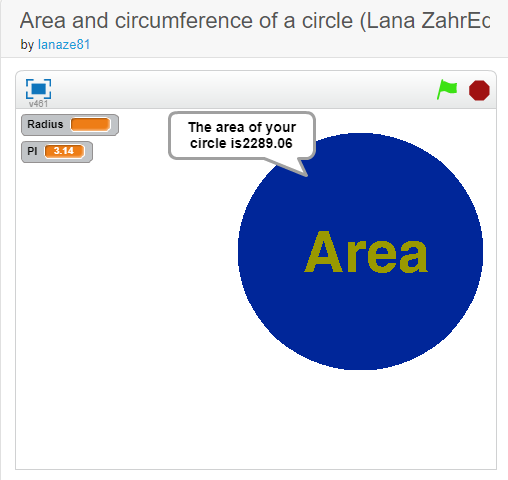 Area and circumference of a circle (Lana ZahrEc
by lanaze81
v461
Radius
PI 3.14
The area of your
circle is2289.06
Area